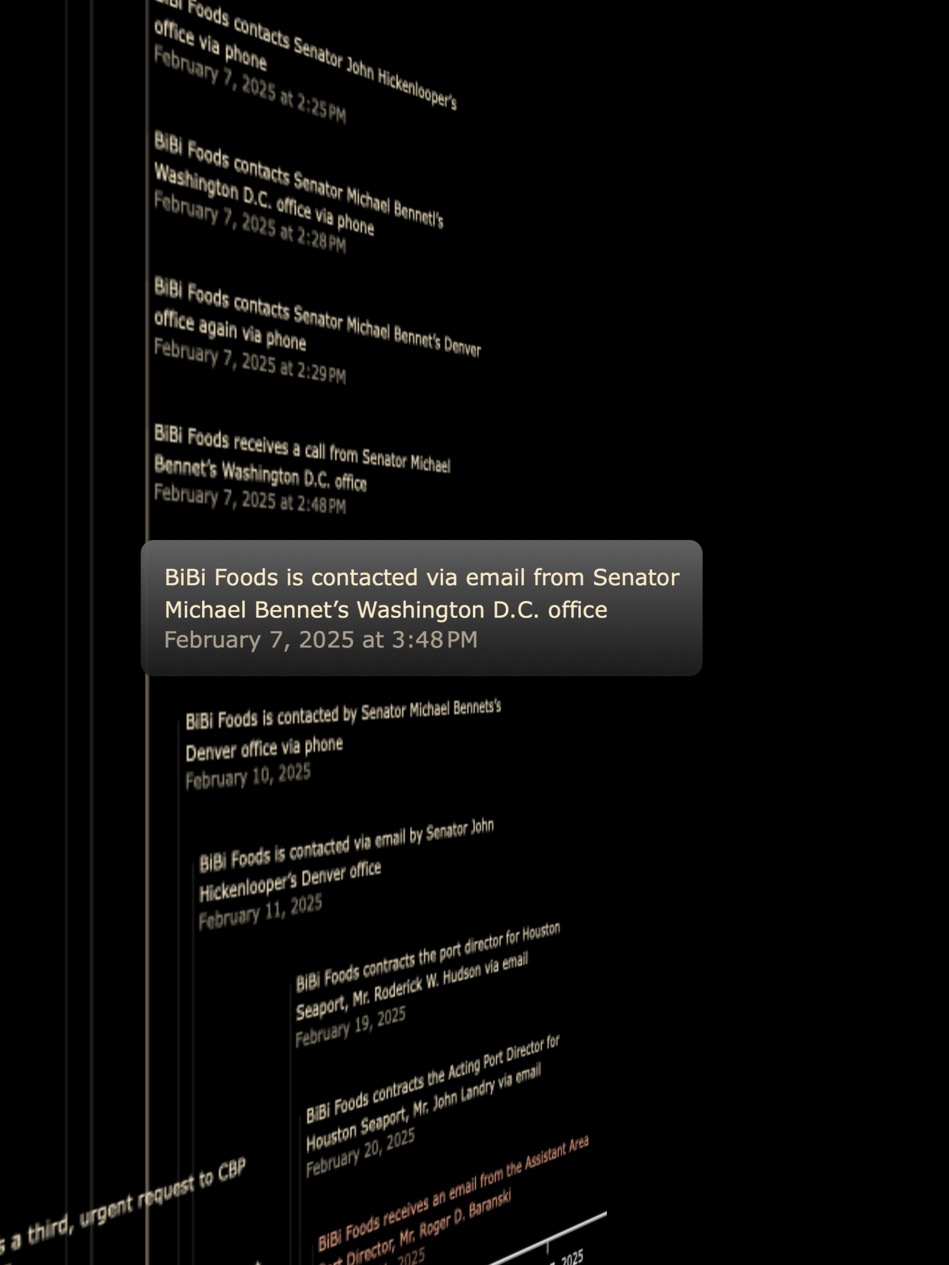 BiBi Foods contacts Senator John Hickenlooper's
office via phone
February 7, 2025 at 2:25 PM
BiBi Foods contacts Senator Michael Bennetl's
Washington D.C. office via phone
February 7, 2025 at 2:28 PM
BiBi Foods contacts Senator Michael Bennet's Denver
office again via phone
February 7, 2025 at 2:29 PM
BiBi Foods receives a call from Senator Michael
Bennet's Washington D.C. office
February 7, 2025 at 2:48 PM
BiBi Foods is contacted via email from Senator
Michael Bennet’s Washington D.C. office
February 7, 2025 at 3:48 PM
BiBi Foods is contacted by Senator Michael Bennets's
Denver office via phone
February 10, 2025
BiBi Foods is contacted via email by Senator John
Hickenlooper's Denver office
February 11, 2025
BiBi Foods contracts the port director for Houston
Seaport, Mr. Roderick W. Hudson via email
February 19, 2025
BiBi Foods contracts the Acting Port Director for
Houston Seaport, Mr. John Landry via email
February 20, 2025
a third, urgent request to CBP
BiBi Foods receives an email from the Assistant Area
Director, Mr. Roger D. Baranski
2025
2025